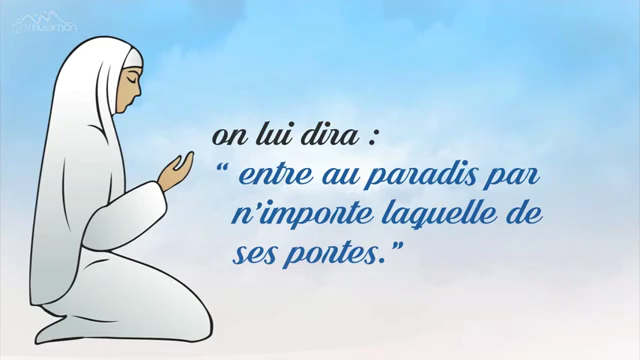 on lui dira :
“ entre au paradis par
n’importe laquelle de
ses portes.”